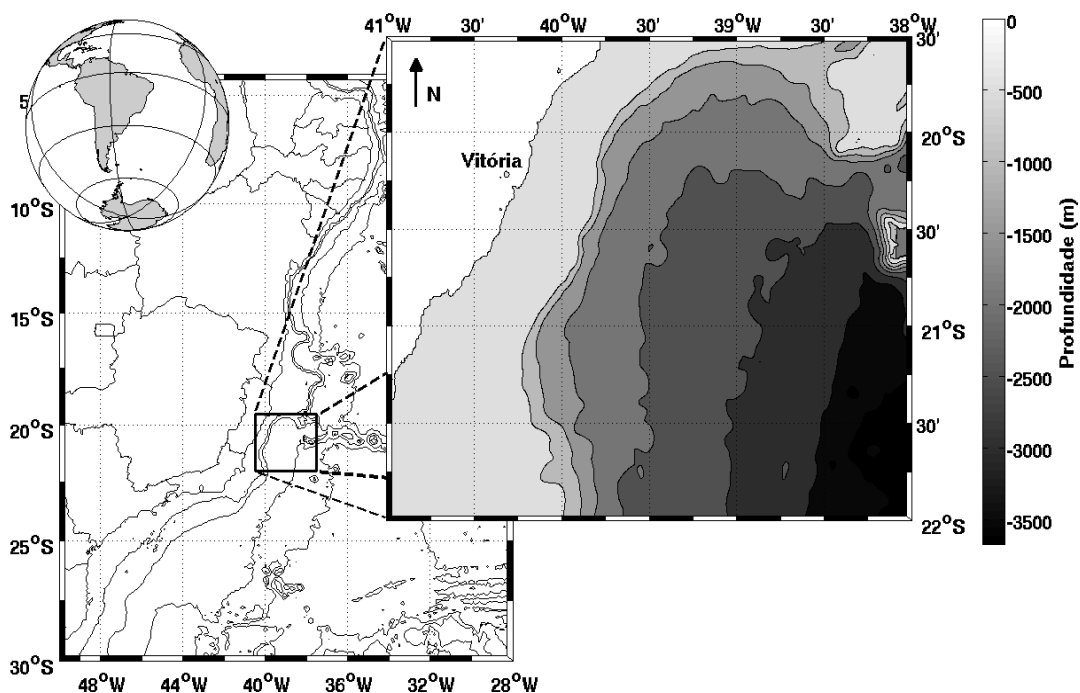 41°W 30' 40°W 30' 39°W 30' 38°W
30'
20°S
30'
21°S
30'
22°S
N
Vitória
0
-500
-1000
-1500
-2000
-2500
-3000
-3500
Profundidade (m)
5
10°S
15°S
20°S
25°S
30°S
48°W 44°W 40°W 36°W 32°W 28°W